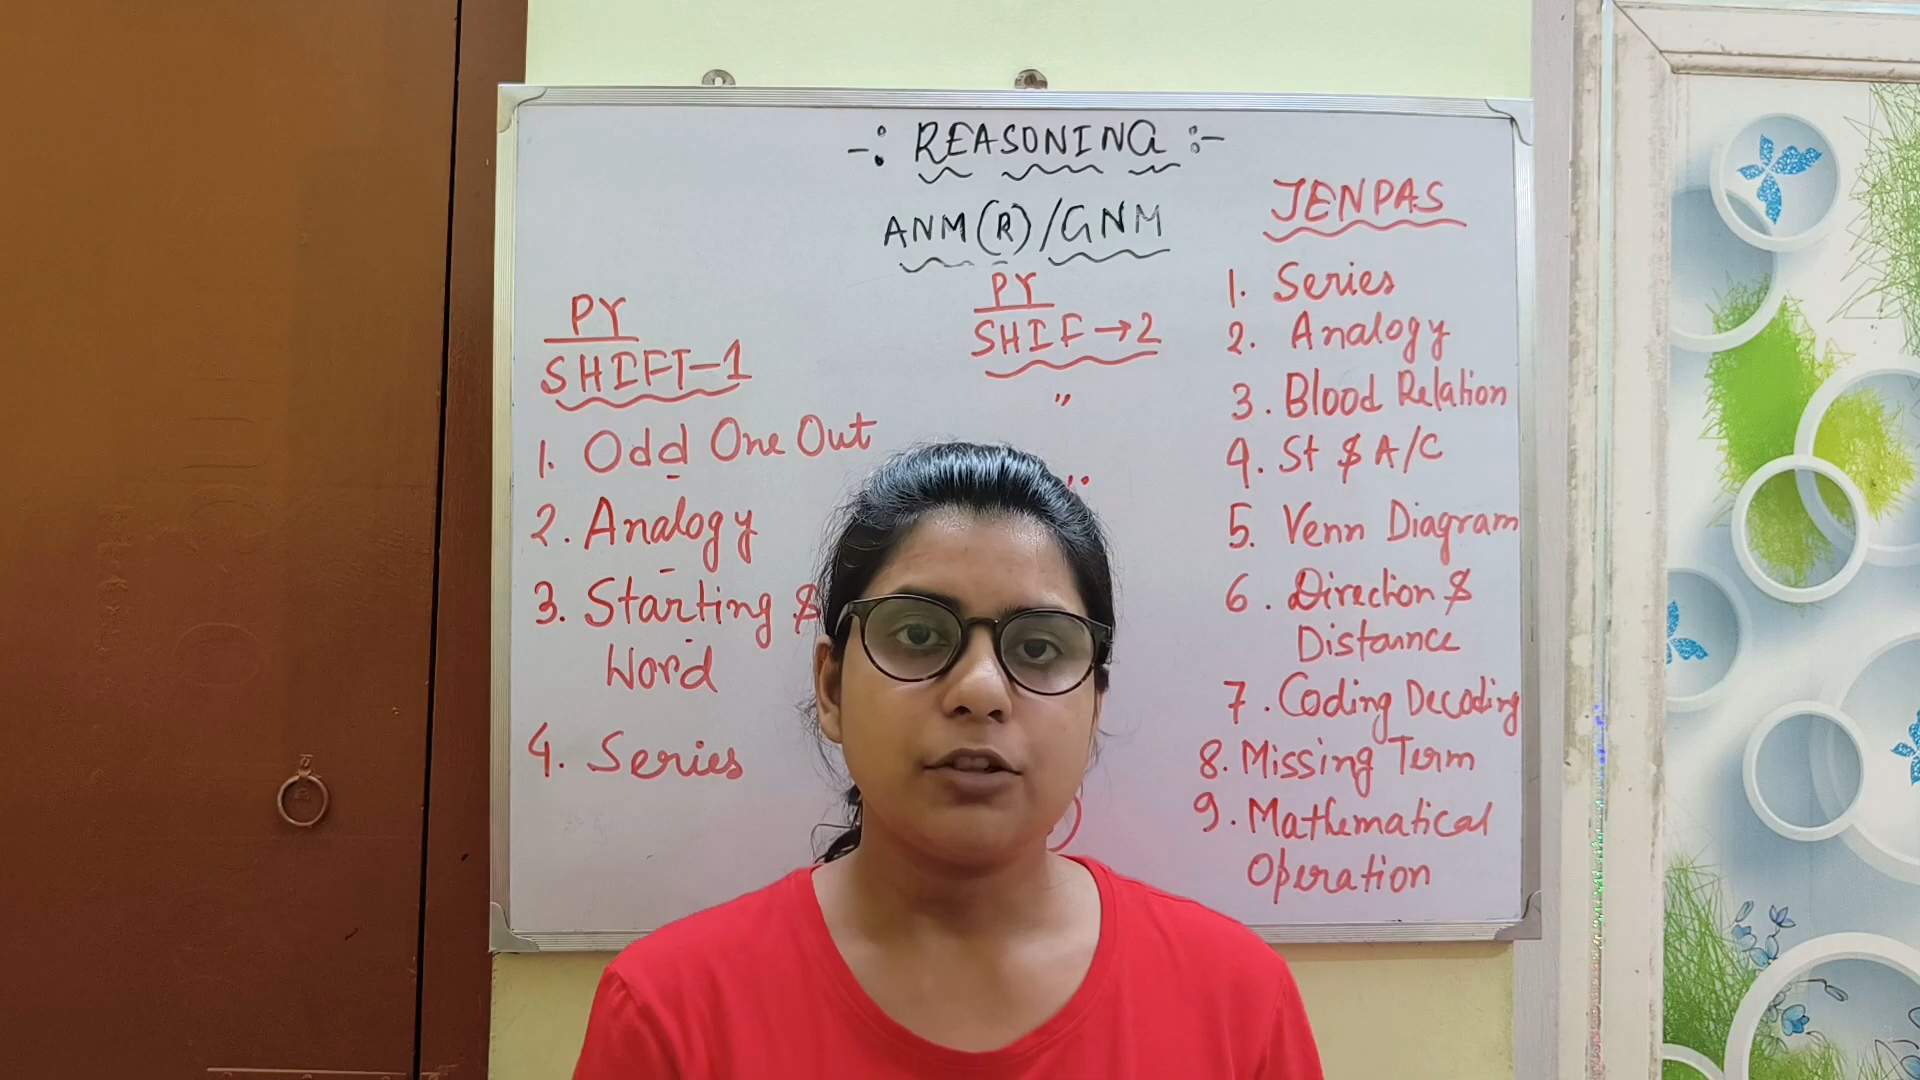 -: REASONING :-
ANM(R)/GNM
PY
SHIFT-1
1. Odd One Out
2. Analogy
3. Starting $
Word
4. Series
PY
SHIF→2
"
JENPAS
1. Series
2. Analogy
3. Blood Relation
4. St $ A/C
5. Venn Diagram
6. Direction $
Distannce
7. Coding Decoding
8. Missing Term
9. Mathematical
Operation